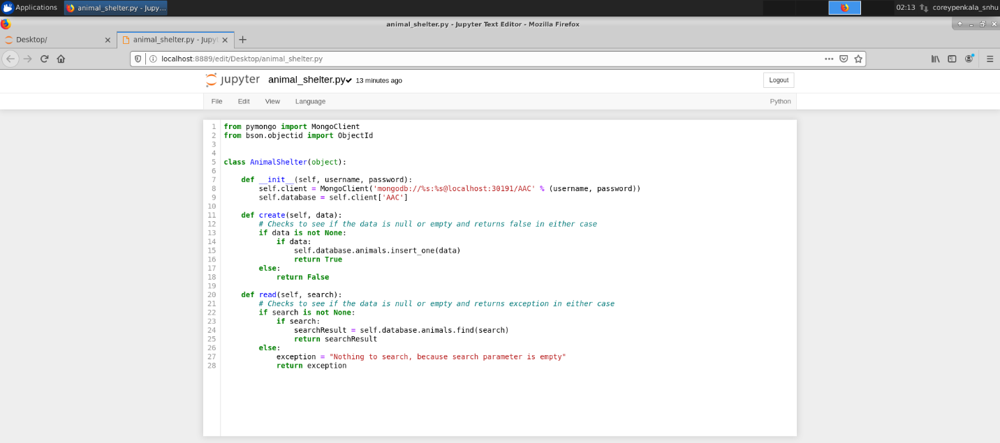 Applications animal_shelter.py - Jupy... 02:13 coreypenkala_snhu
animal_shelter.py - Jupyter Text Editor - Mozilla Firefox
Desktop/ animal_shelter.py - Jupyt
localhost:8889/edit/Desktop/animal_shelter.py
jupyter animal_shelter.py 13 minutes ago Logout
File Edit View Language Python
1 from pymongo import MongoClient
2 from bson.objectid import ObjectId
3
4
5 class AnimalShelter(object):
6
7     def __init__(self, username, password):
8         self.client = MongoClient('mongodb://%s:%s@localhost:30191/AAC' % (username, password))
9         self.database = self.client['AAC']
10
11     def create(self, data):
12         # Checks to see if the data is null or empty and returns false in either case
13         if data is not None:
14             if data:
15                 self.database.animals.insert_one(data)
16                 return True
17         else:
18             return False
19
20     def read(self, search):
21         # Checks to see if the data is null or empty and returns exception in either case
22         if search is not None:
23             if search:
24                 searchResult = self.database.animals.find(search)
25                 return searchResult
26         else:
27             exception = "Nothing to search, because search parameter is empty"
28             return exception